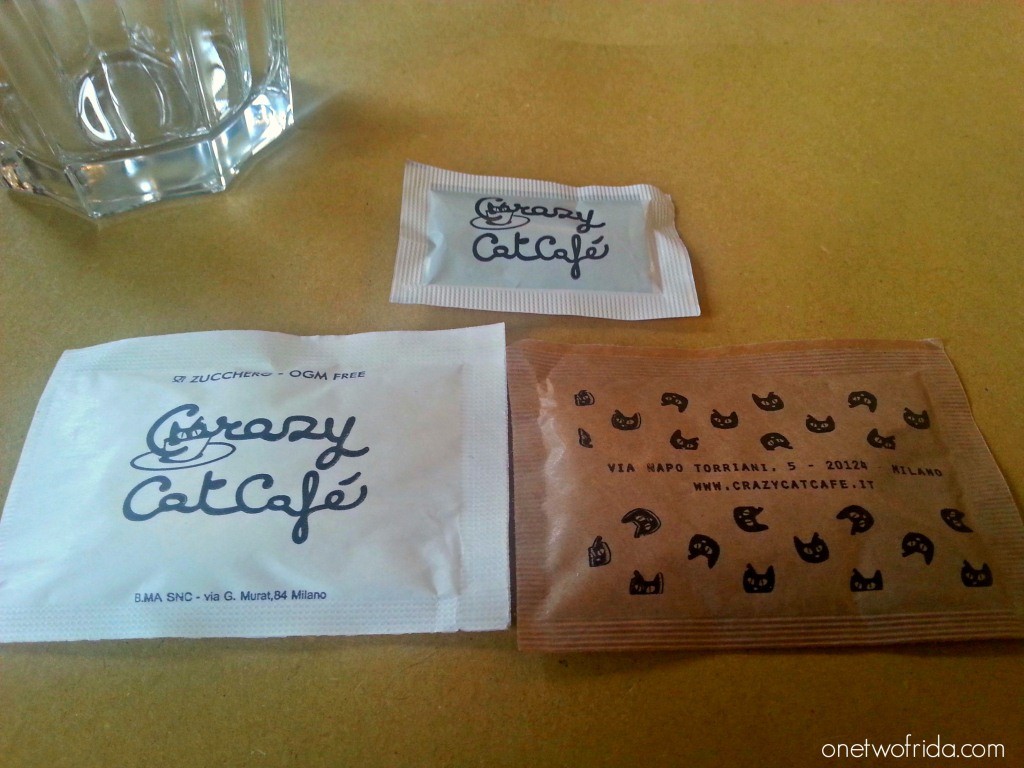 Crazy
CatCafé
ZUCCHERO - OGM FREE
Crazy
CatCafé
B.MA SNC - via G. Murat,84 Milano
VIA NAPO TORRIANI, 5 - 20124 MILANO
WWW.CRAZYCATCAFE.IT
onetwofrida.com